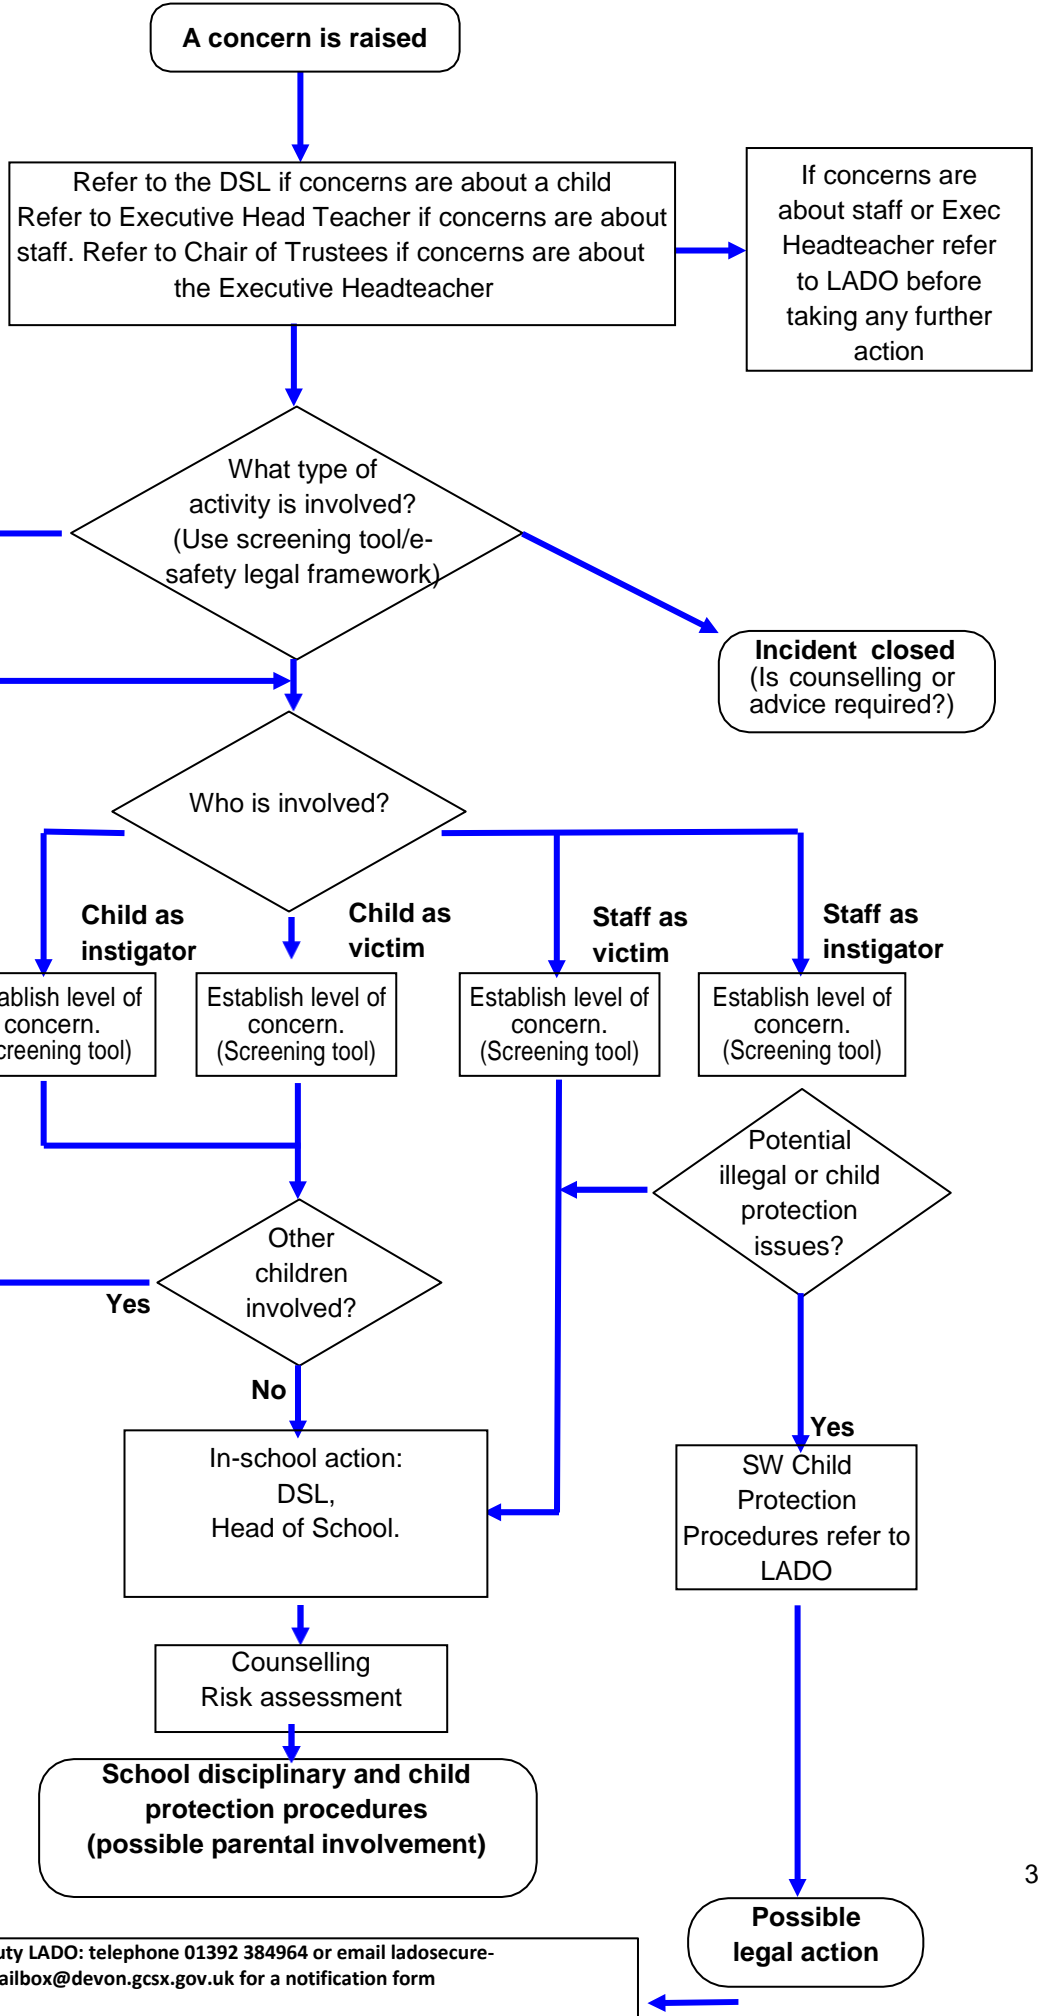 A concern is raised
Refer to the DSL if concerns are about a child
Refer to Executive Head Teacher if concerns are about
staff. Refer to Chair of Trustees if concerns are about
the Executive Headteacher
If concerns are
about staff or Exec
Headteacher refer
to LADO before
taking any further
action
What type of
activity is involved?
(Use screening tool/e-
safety legal framework)
Incident closed
(Is counselling or
advice required?)
Who is involved?
Child as
instigator
Child as
victim
Staff as
victim
Staff as
instigator
ablish level of
concern.
creening tool)
Establish level of
concern.
(Screening tool)
Establish level of
concern.
(Screening tool)
Establish level of
concern.
(Screening tool)
Potential
illegal or child
protection
issues?
Other
children
involved?
Yes
No
Yes
In-school action:
DSL,
Head of School.
SW Child
Protection
Procedures refer to
LADO
Counselling
Risk assessment
School disciplinary and child
protection procedures
(possible parental involvement)
3
Possible
legal action
uty LADO: telephone 01392 384964 or email ladosecure-
ailbox@devon.gcsx.gov.uk for a notification form